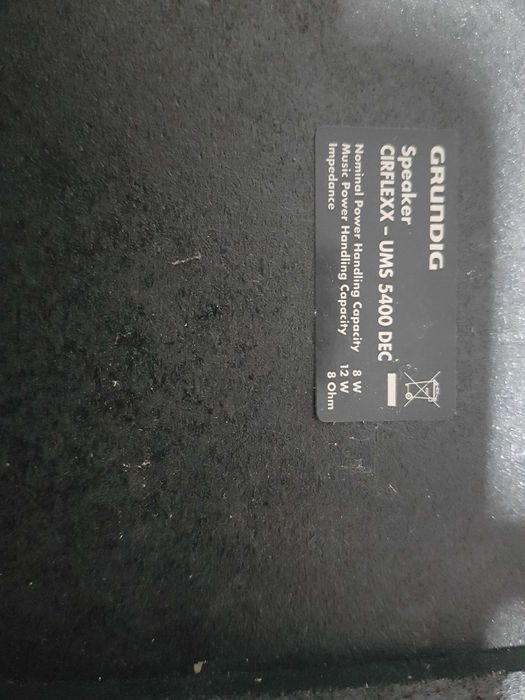 GRUNDIG
Speaker
CIRFLEXX - UMS 5400 DEC
Nominal Power Handling Capacity 8 W
Music Power Handling Capacity 12 W
Impedance 8 Ohm